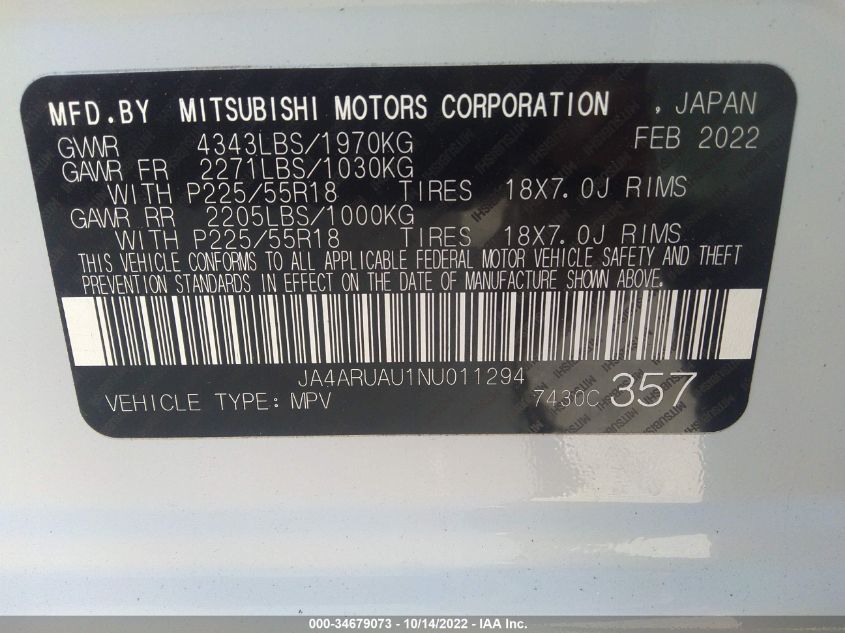 MFD.BY MITSUBISHI MOTORS CORPORATION , JAPAN
GVWR 4343LBS/1970KG FEB 2022
GAWR FR 2271LBS/1030KG
WITH P225/55R18 TIRES 18X7.0J RIMS
GAWR RR 2205LBS/1000KG
WITH P225/55R18 TIRES 18X7.0J RIMS
THIS VEHICLE CONFORMS TO ALL APPLICABLE FEDERAL MOTOR VEHICLE SAFETY AND THEFT
PREVENTION STANDARDS IN EFFECT ON THE DATE OF MANUFACTURE SHOWN ABOVE.
JA4ARUAU1NU011294
VEHICLE TYPE: MPV 7430C 357
000-34679073 - 10/14/2022 - IAA Inc.